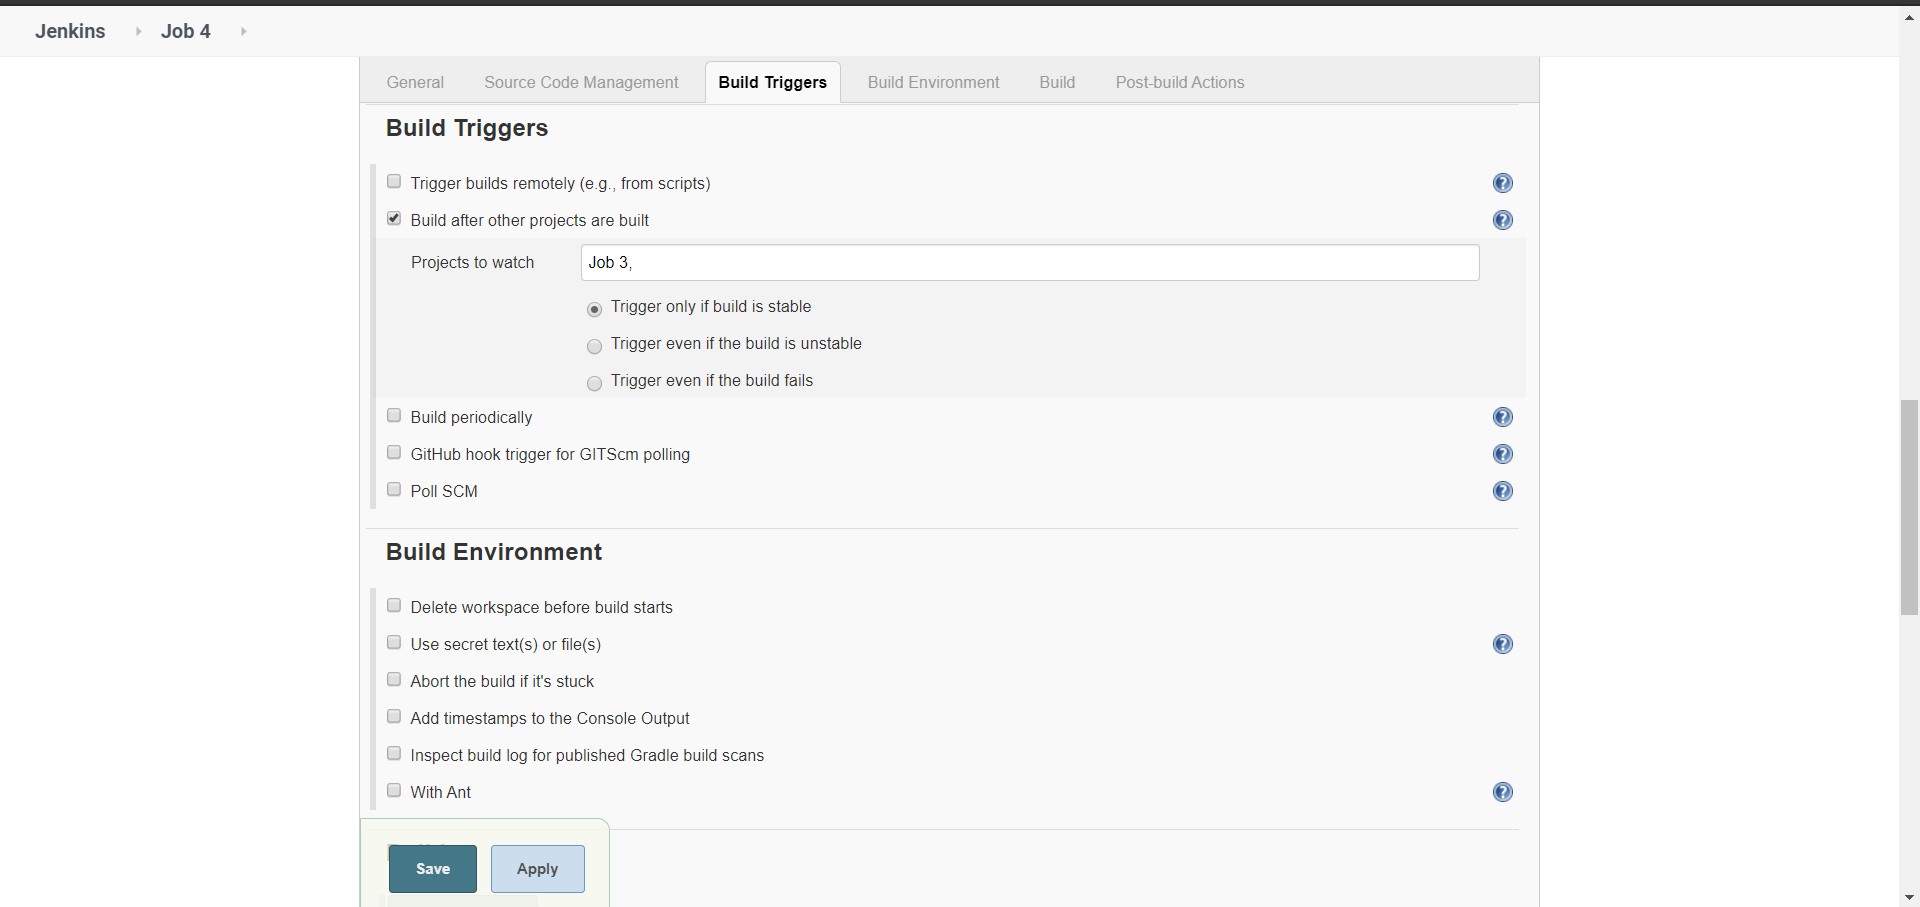 Jenkins Job 4
General Source Code Management Build Triggers Build Environment Build Post-build Actions
Build Triggers
Trigger builds remotely (e.g., from scripts)
Build after other projects are built
Projects to watch Job 3,
Trigger only if build is stable
Trigger even if the build is unstable
Trigger even if the build fails
Build periodically
GitHub hook trigger for GITScm polling
Poll SCM
Build Environment
Delete workspace before build starts
Use secret text(s) or file(s)
Abort the build if it's stuck
Add timestamps to the Console Output
Inspect build log for published Gradle build scans
With Ant
Save Apply